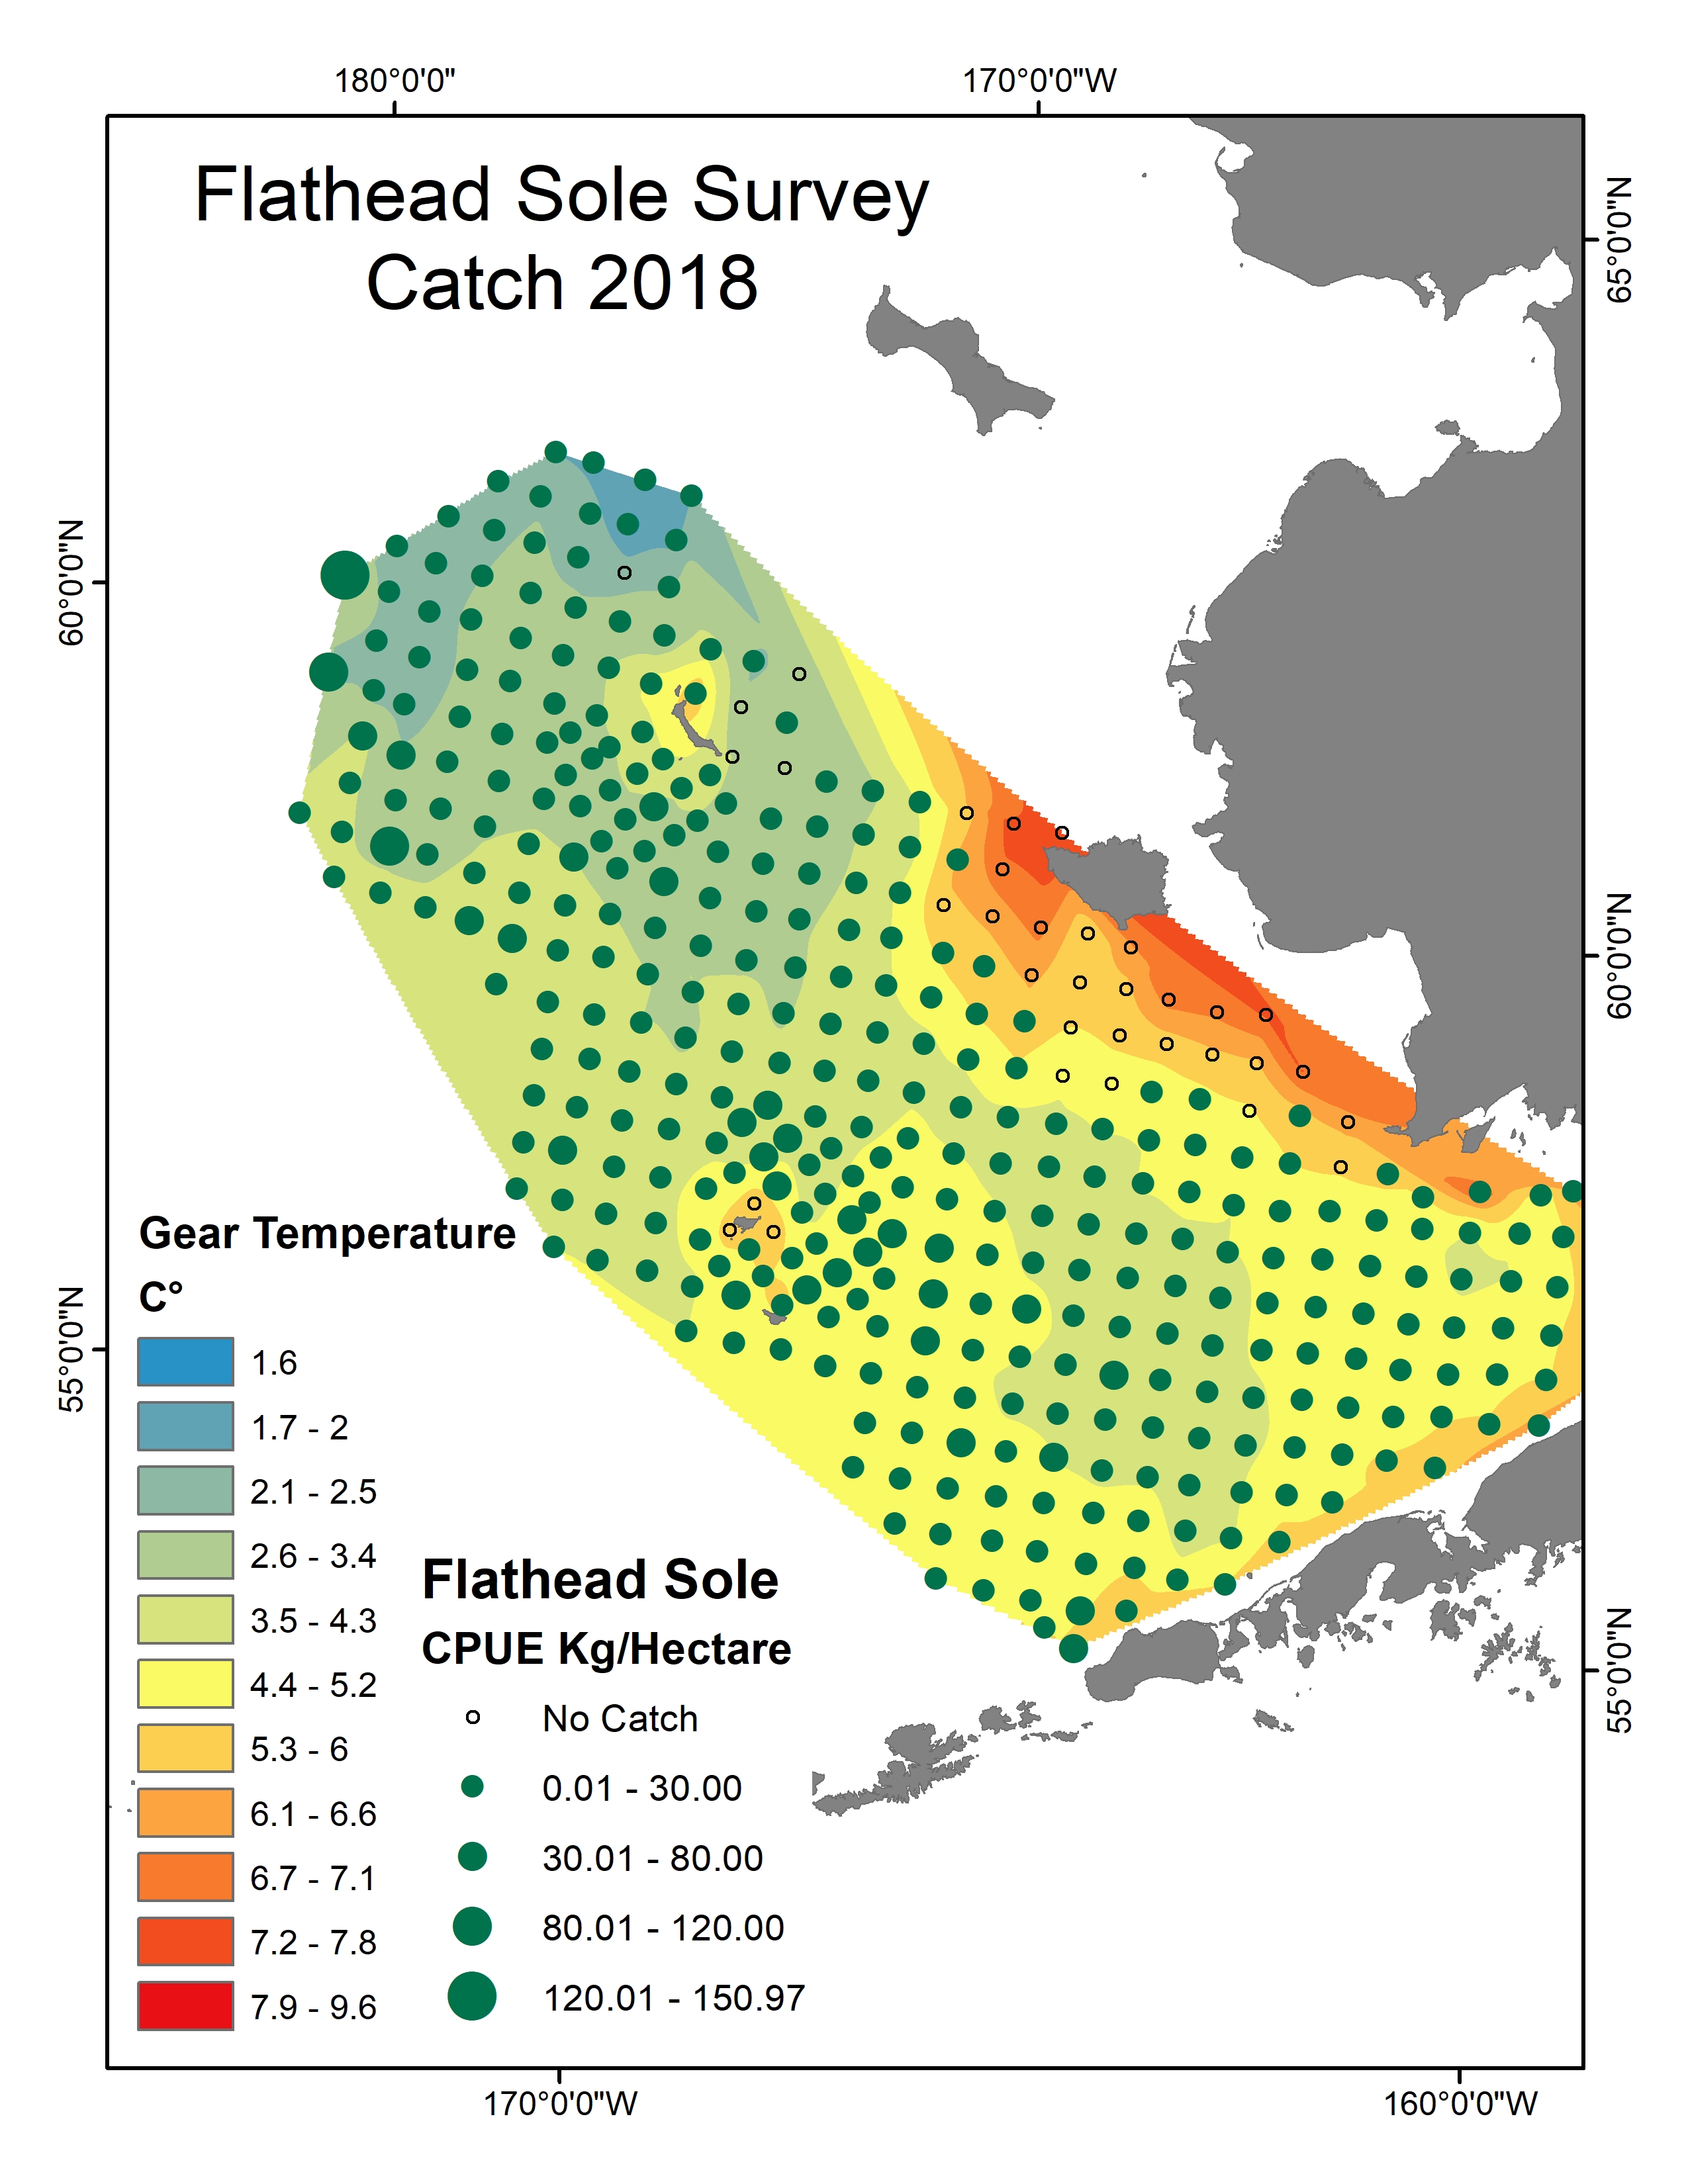 180°0'0"
170°0'0"W
Flathead Sole Survey
Catch 2018
65°0'0"N
60°0'0"N
60°0'0"N
55°0'0"N
55°0'0"N
Gear Temperature
C°
1.6
1.7 - 2
2.1 - 2.5
2.6 - 3.4
3.5 - 4.3
4.4 - 5.2
5.3 - 6
6.1 - 6.6
6.7 - 7.1
7.2 - 7.8
7.9 - 9.6
Flathead Sole
CPUE Kg/Hectare
No Catch
0.01 - 30.00
30.01 - 80.00
80.01 - 120.00
120.01 - 150.97
170°0'0"W
160°0'0"W